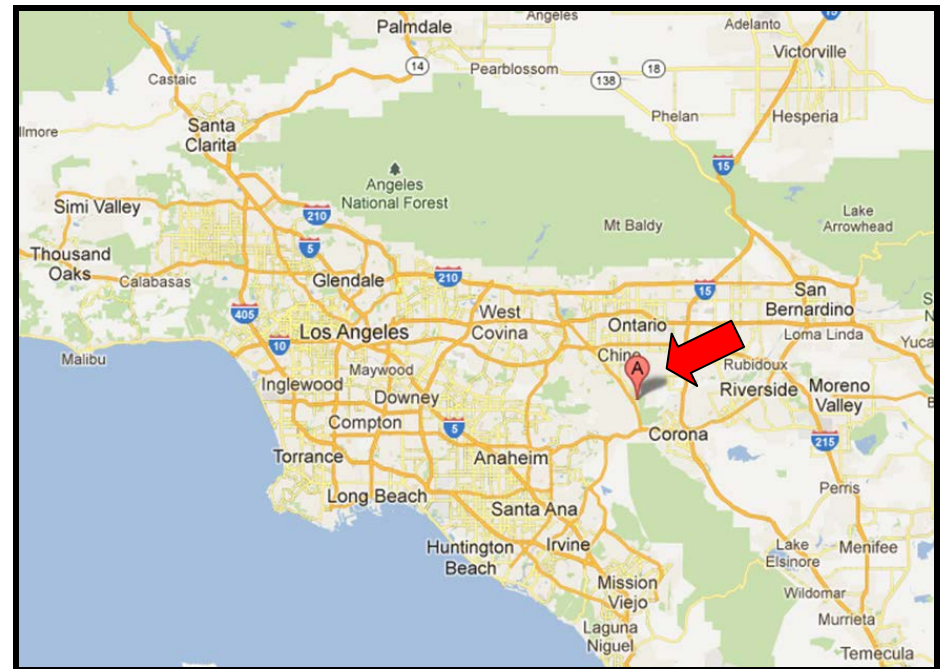 Angeles
Palmdale
Adelanto
15
Victorville
14
Pearblossom
18
138
Castaic
Phelan
Hesperia
llmore
Santa
Clarita
15
Angeles
National Forest
Simi Valley
210
Mt Baldy
Lake
Arrowhead
5
Thousand
Oaks
Calabasas
Glendale
210
15
San
Bernardino
405
West
Covina
Ontario
Los Angeles
10
Loma Linda
Yuca
Malibu
Maywood
Chino
A
Rubidoux
Inglewood
Downey
Riverside
Moreno
Valley
Compton
5
Corona
215
Torrance
Anaheim
Long Beach
Perris
Santa Ana
Huntington
Beach
Irvine
Lake
Elsinore
Menifee
Mission
Viejo
Wildomar
Laguna
Niguel
Murrieta
Temecula